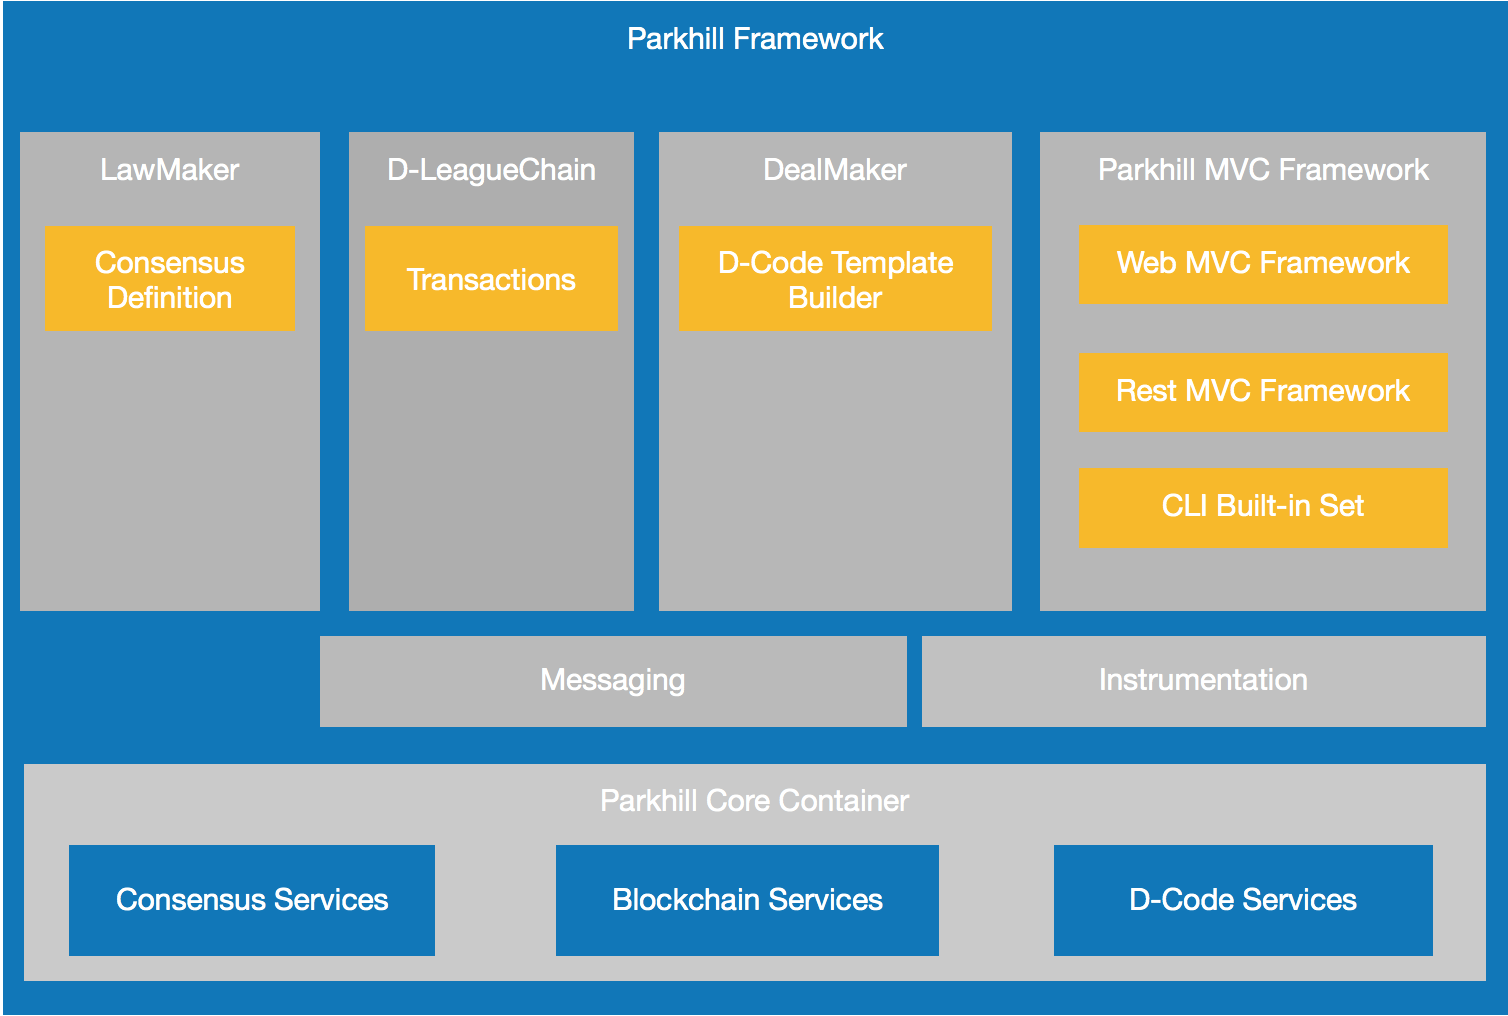 Parkhill Framework
LawMaker
D-LeagueChain
DealMaker
Parkhill MVC Framework
Consensus
Definition
Transactions
D-Code Template
Builder
Web MVC Framework
Rest MVC Framework
CLI Built-in Set
Messaging
Instrumentation
Parkhill Core Container
Consensus Services
Blockchain Services
D-Code Services